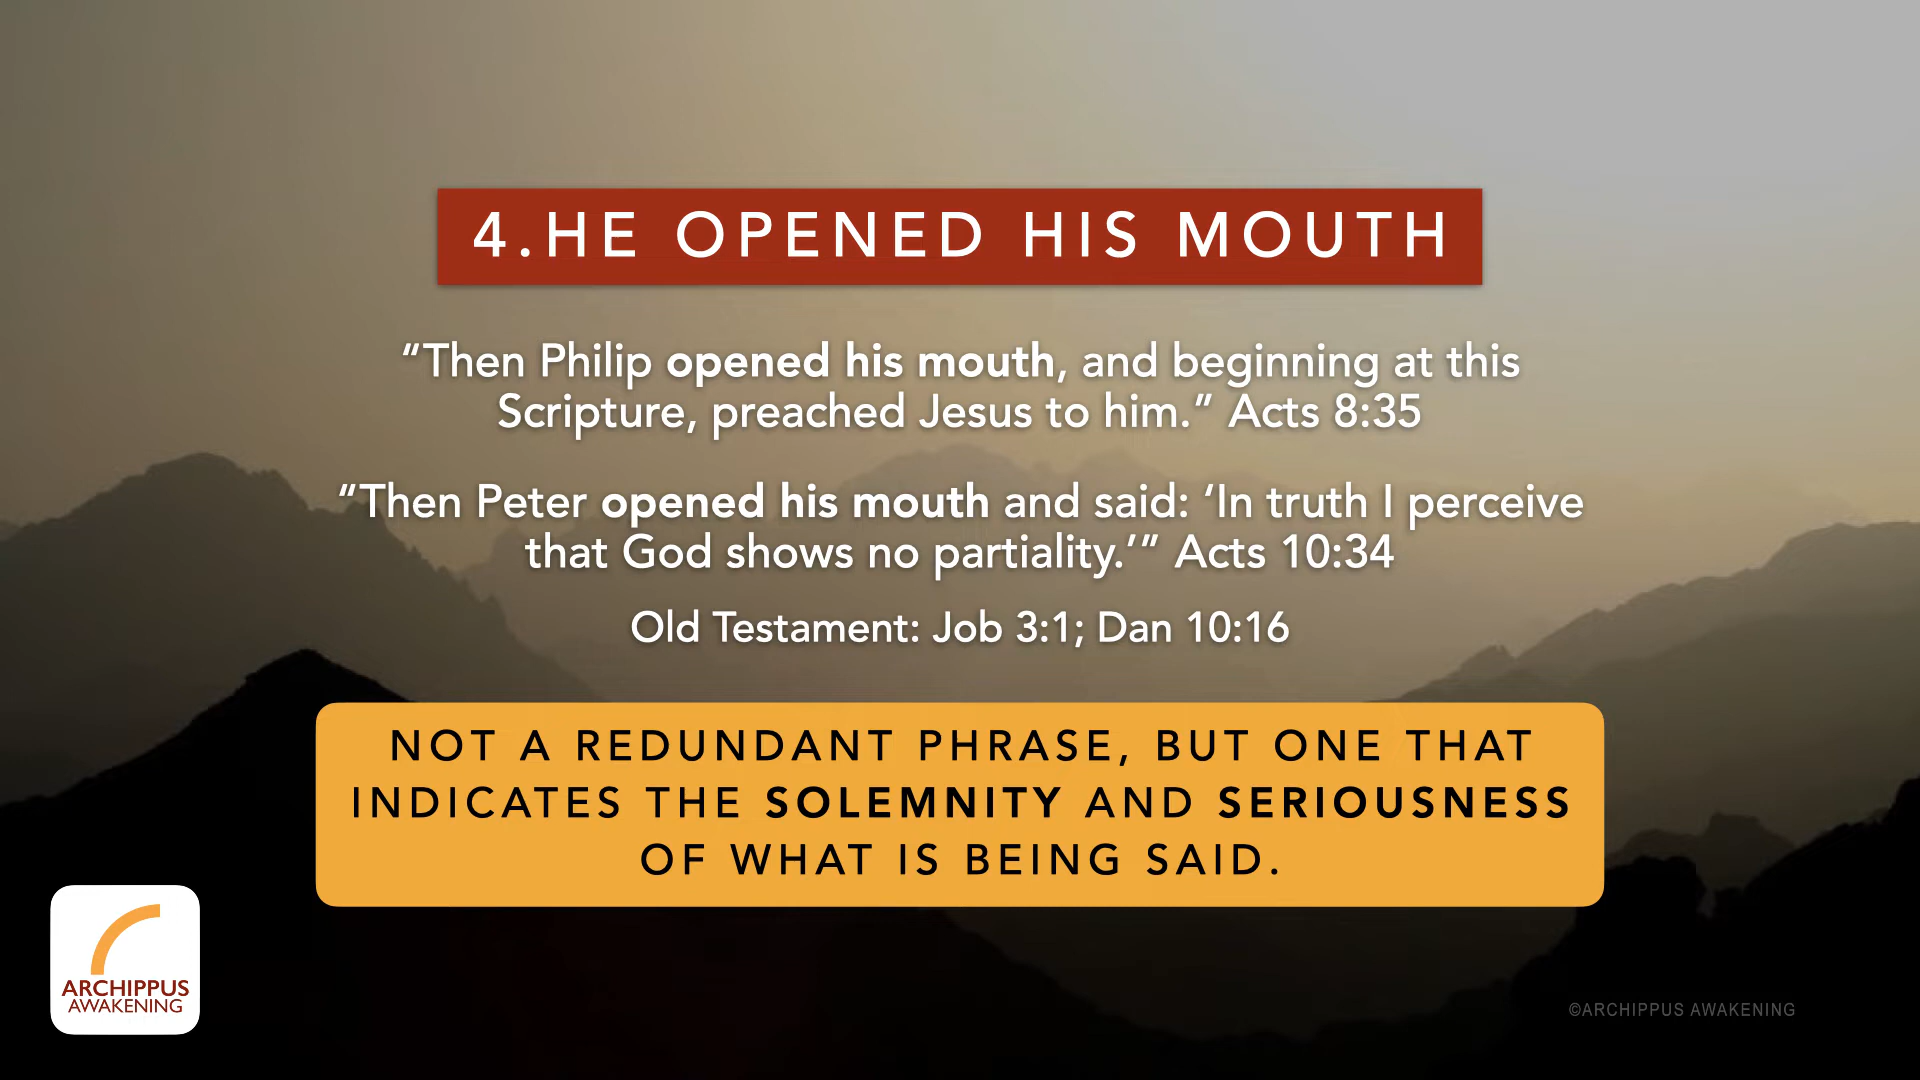 4.HE OPENED HIS MOUTH
“Then Philip opened his mouth, and beginning at this
Scripture, preached Jesus to him.” Acts 8:35
“Then Peter opened his mouth and said: ‘In truth I perceive
that God shows no partiality.’” Acts 10:34
Old Testament: Job 3:1; Dan 10:16
NOT A REDUNDANT PHRASE, BUT ONE THAT
INDICATES THE SOLEMNITY AND SERIOUSNESS
OF WHAT IS BEING SAID.
ARCHIPPUS
AWAKENING
©ARCHIPPUS AWAKENING